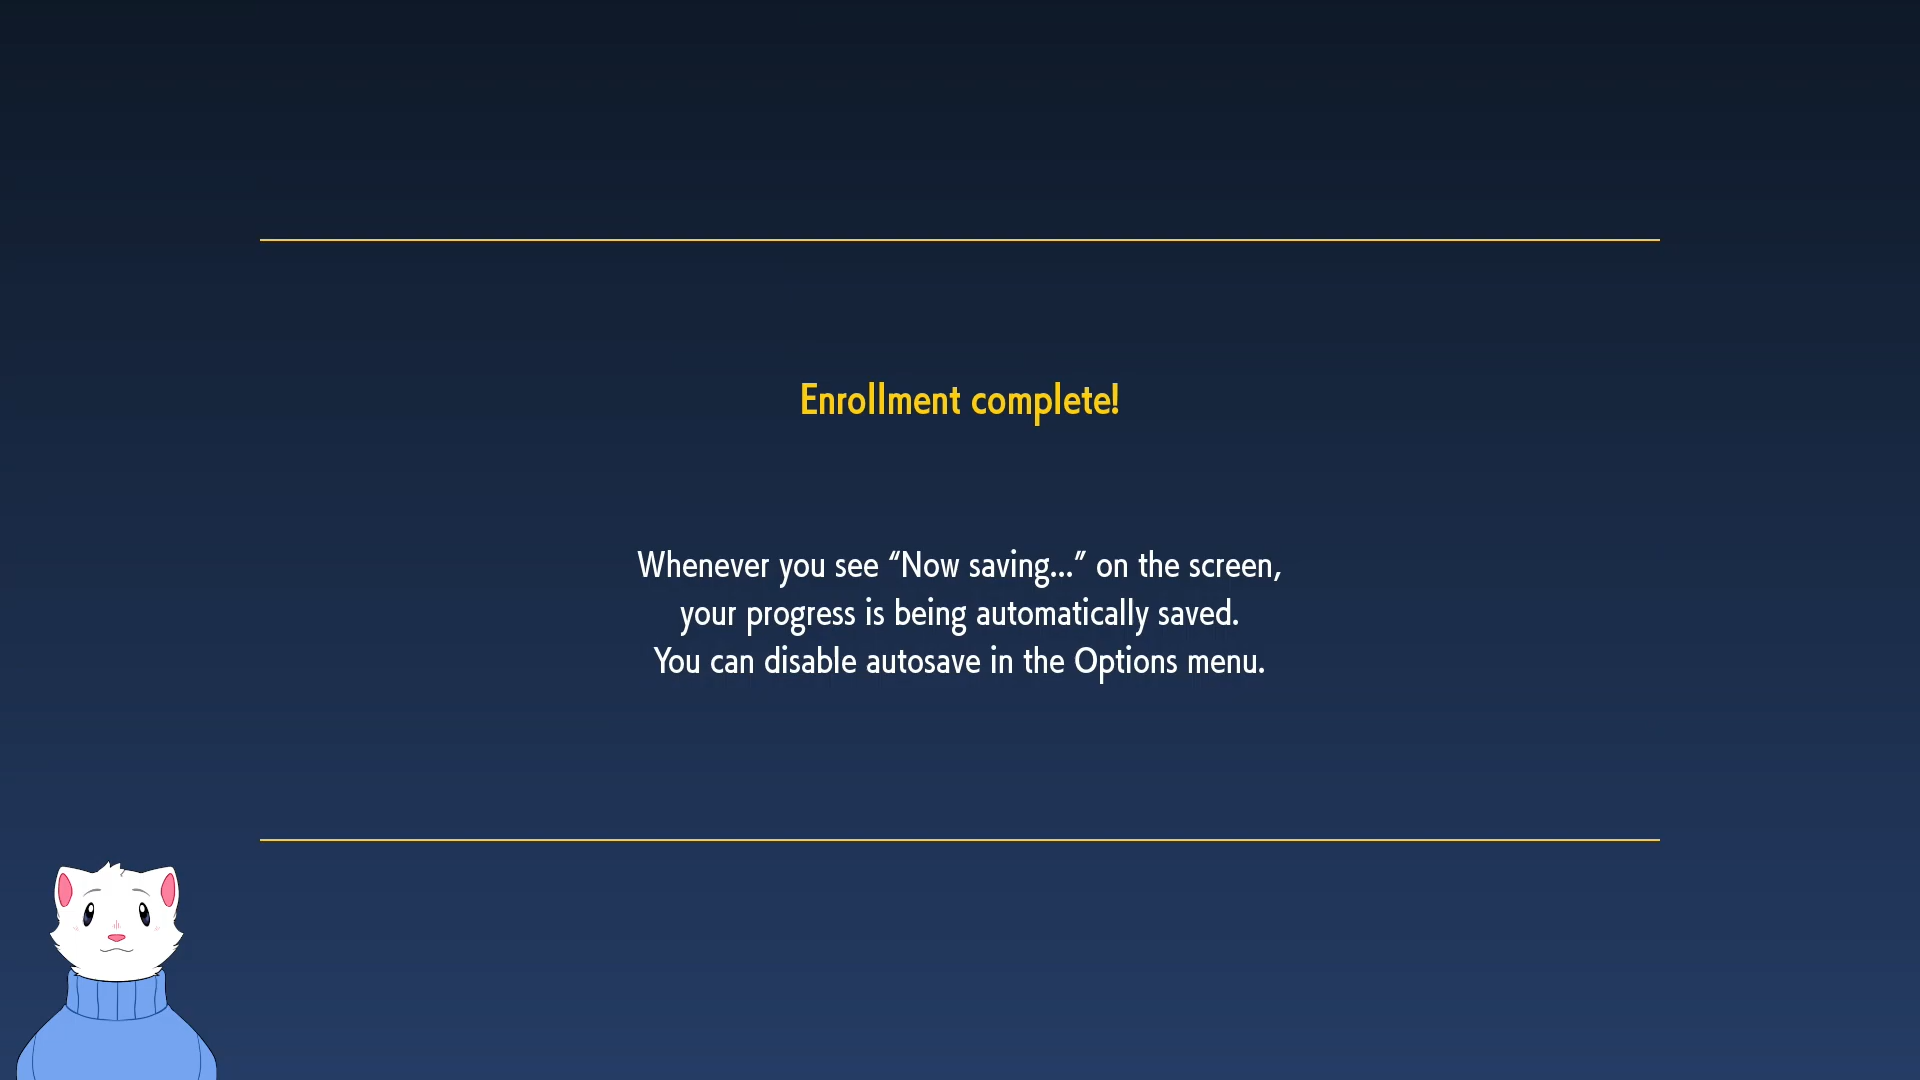 Enrollment complete!
Whenever you see “Now saving...” on the screen,
your progress is being automatically saved.
You can disable autosave in the Options menu.